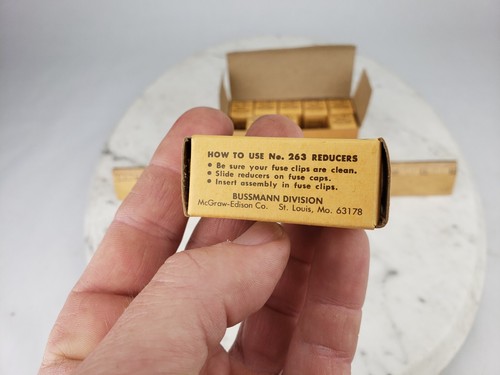 HOW TO USE No. 263 REDUCERS
• Be sure your fuse clips are clean.
• Slide reducers on fuse caps.
• Insert assembly in fuse clips.
BUSSMANN DIVISION
McGraw-Edison Co. St. Louis, Mo. 63178